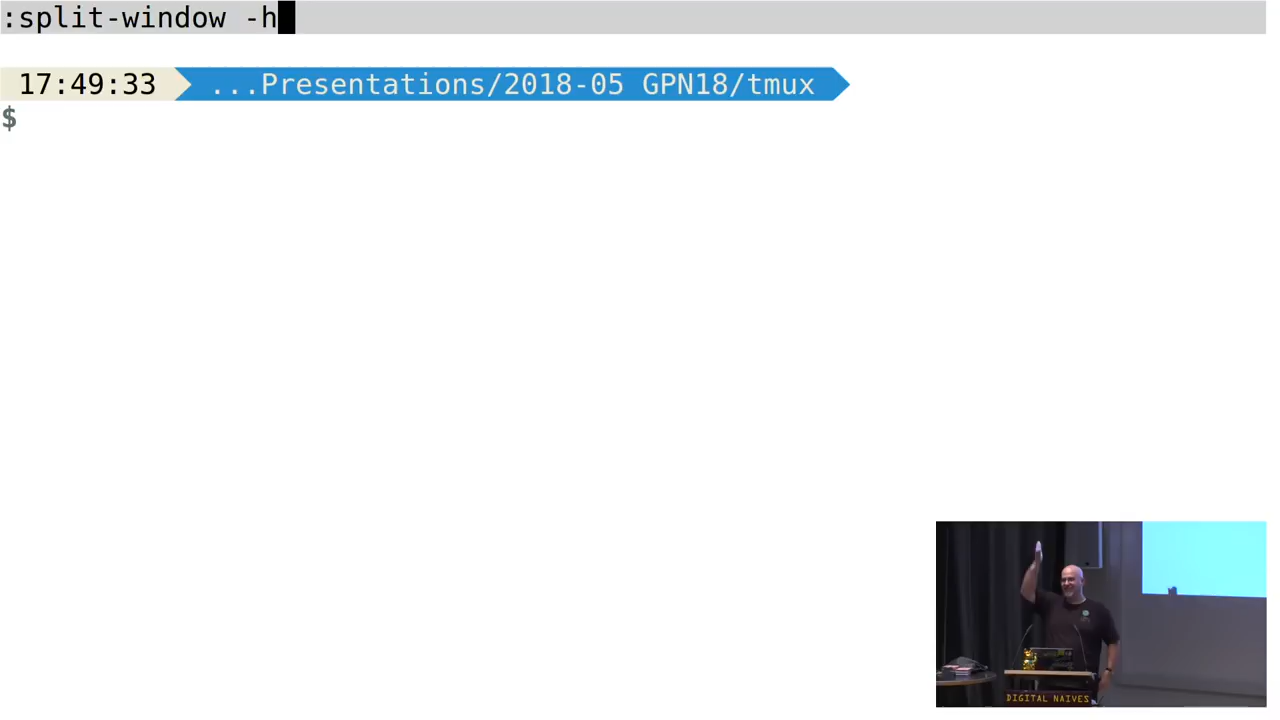 :split-window -h
17:49:33 ...Presentations/2018-05 GPN18/tmux
$
DIGITAL NAIVES